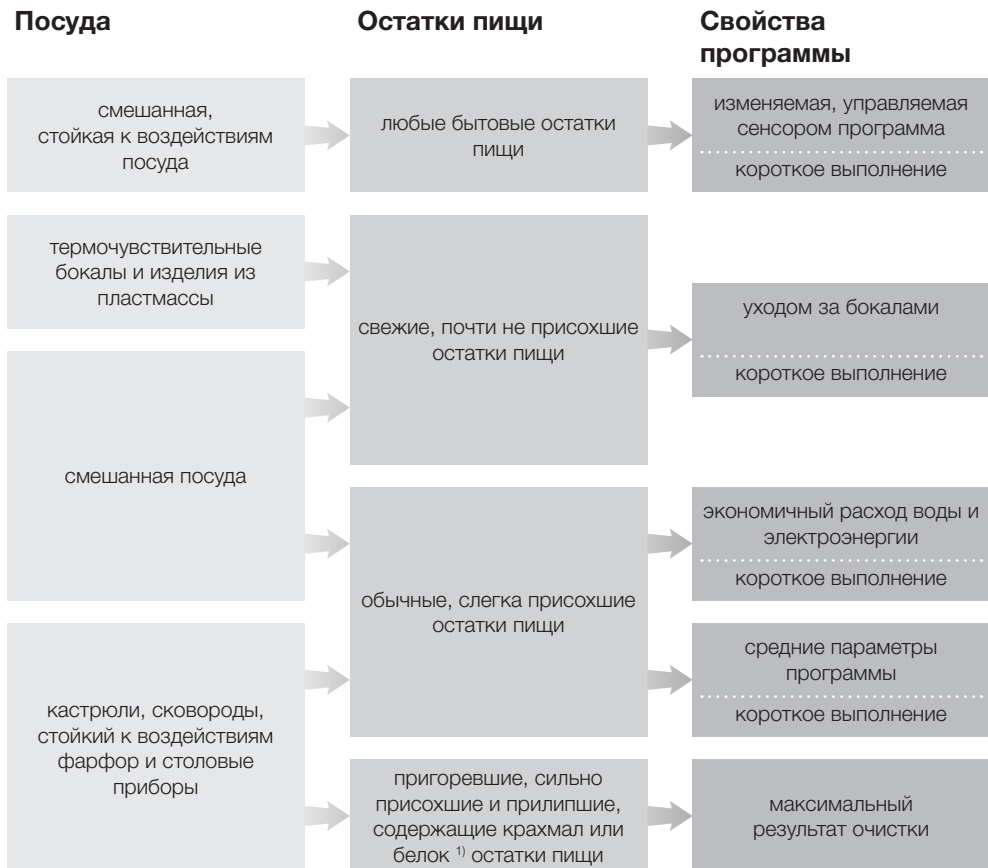 Посуда
Остатки пищи
Свойства
программы
смешанная,
стойкая к воздействиям
посуда
любые бытовые остатки
пищи
изменяемая, управляемая
сенсором программа
короткое выполнение
термочувствительные
бокалы и изделия из
пластмассы
свежие, почти не присохшие
остатки пищи
уходом за бокалами
короткое выполнение
смешанная посуда
экономичный расход воды и
электроэнергии
короткое выполнение
обычные, слегка присохшие
остатки пищи
средние параметры
программы
короткое выполнение
кастрюли, сковороды,
стойкий к воздействиям
фарфор и столовые
приборы
пригоревшие, сильно
присохшие и прилипшие,
содержащие крахмал или
белок 1) остатки пищи
максимальный
результат очистки